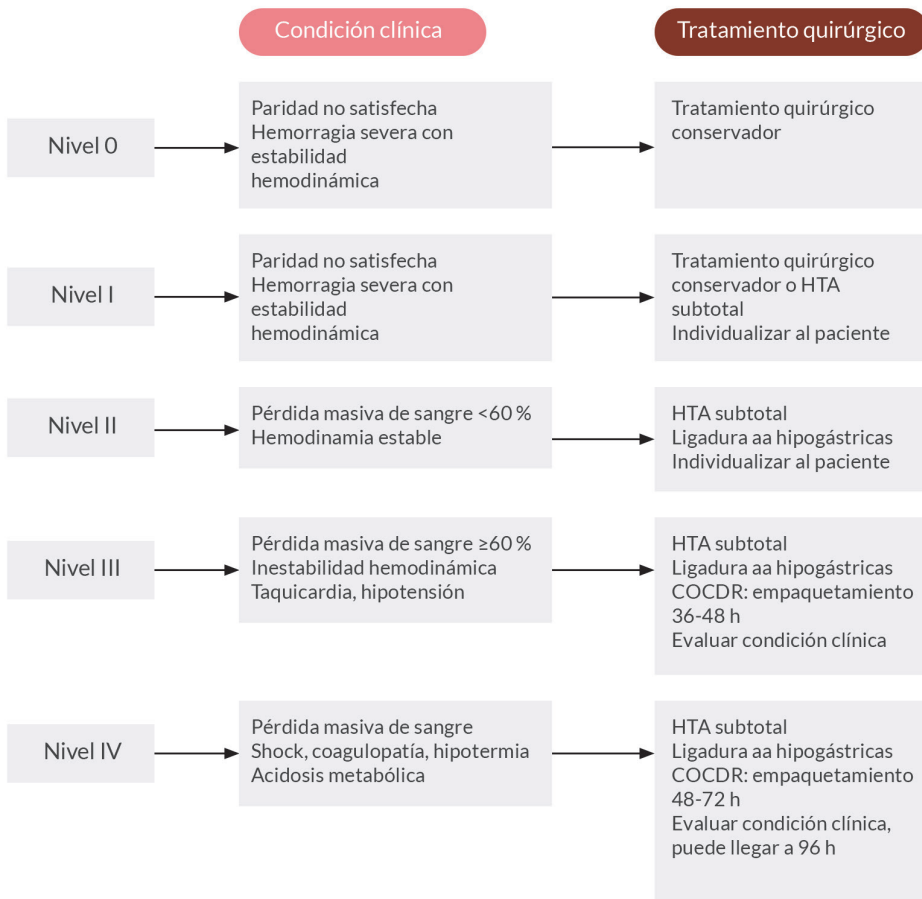 Condición clínica
Tratamiento quirúrgico
Nivel 0
Paridad no satisfecha
Hemorragia severa con
estabilidad
hemodinámica
Tratamiento quirúrgico
conservador
Nivel I
Paridad no satisfecha
Hemorragia severa con
estabilidad
hemodinámica
Tratamiento quirúrgico
conservador o HTA
subtotal
Individualizar al paciente
Nivel II
Pérdida masiva de sangre <60 %
Hemodinamia estable
HTA subtotal
Ligadura aa hipogástricas
Individualizar al paciente
Nivel III
Pérdida masiva de sangre ≥60 %
Inestabilidad hemodinámica
Taquicardia, hipotensión
HTA subtotal
Ligadura aa hipogástricas
COCDR: empaquetamiento
36-48 h
Evaluar condición clínica
Nivel IV
Pérdida masiva de sangre
Shock, coagulopatía, hipotermia
Acidosis metabólica
HTA subtotal
Ligadura aa hipogástricas
COCDR: empaquetamiento
48-72 h
Evaluar condición clínica,
puede llegar a 96 h